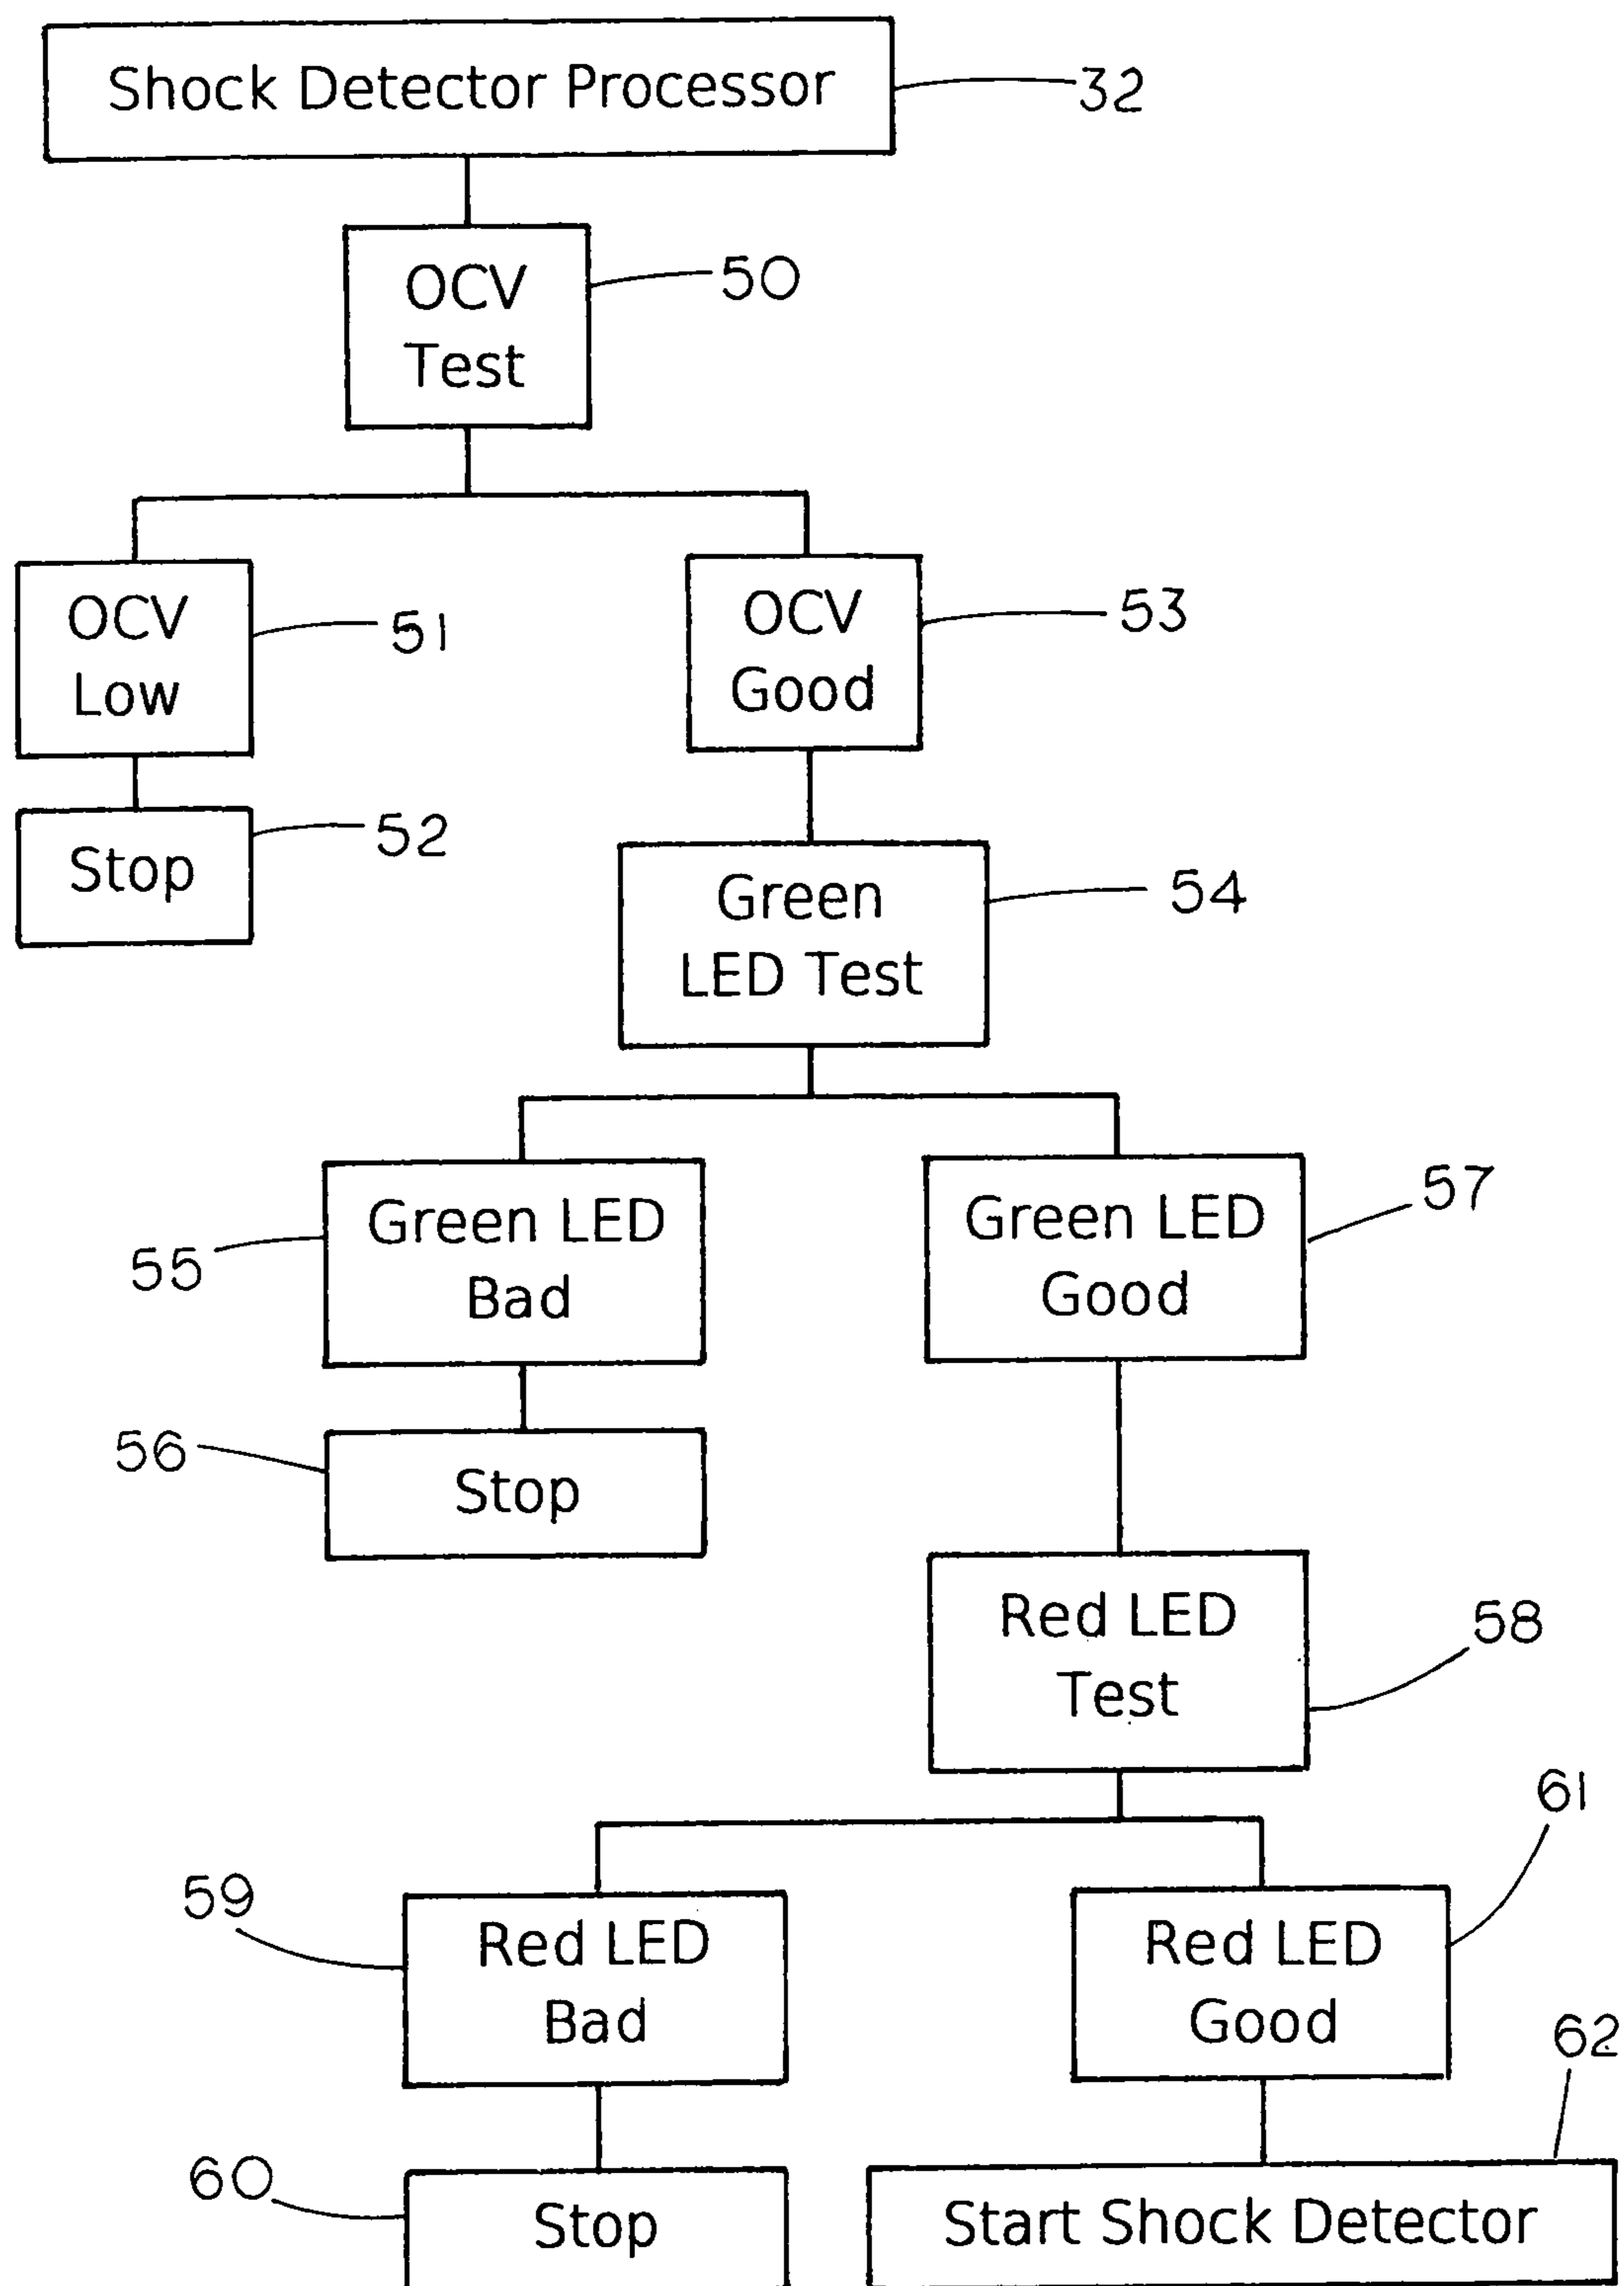 Shock Detector Processor
32
OCV
Test
50
OCV
Low
51
OCV
Good
53
Stop
52
Green
LED Test
54
Green LED
Bad
55
Green LED
Good
57
Stop
56
Red LED
Test
58
Red LED
Bad
59
Red LED
Good
61
Stop
60
Start Shock Detector
62